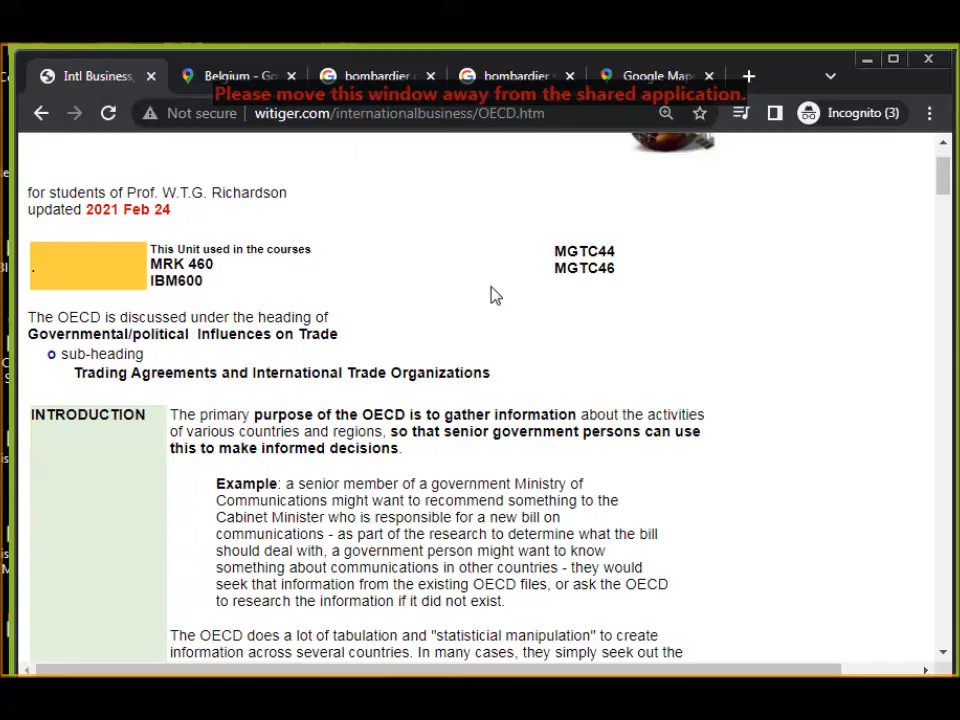 Intl Business,
Belgium - Go
bombardier
bombardier
Google Map
Please move this window away from the shared application.
Not secure
witiger.com/internationalbusiness/OECD.htm
Incognito (3)
for students of Prof. W.T.G. Richardson
updated 2021 Feb 24
This Unit used in the courses
MRK 460
IBM600
MGTC44
MGTC46
The OECD is discussed under the heading of
Governmental/political Influences on Trade
o sub-heading
Trading Agreements and International Trade Organizations
INTRODUCTION
The primary purpose of the OECD is to gather information about the activities
of various countries and regions, so that senior government persons can use
this to make informed decisions.
Example: a senior member of a government Ministry of
Communications might want to recommend something to the
Cabinet Minister who is responsible for a new bill on
communications - as part of the research to determine what the bill
should deal with, a government person might want to know
something about communications in other countries - they would
seek that information from the existing OECD files, or ask the OECD
to research the information if it did not exist.
The OECD does a lot of tabulation and "statisticial manipulation" to create
information across several countries. In many cases, they simply seek out the